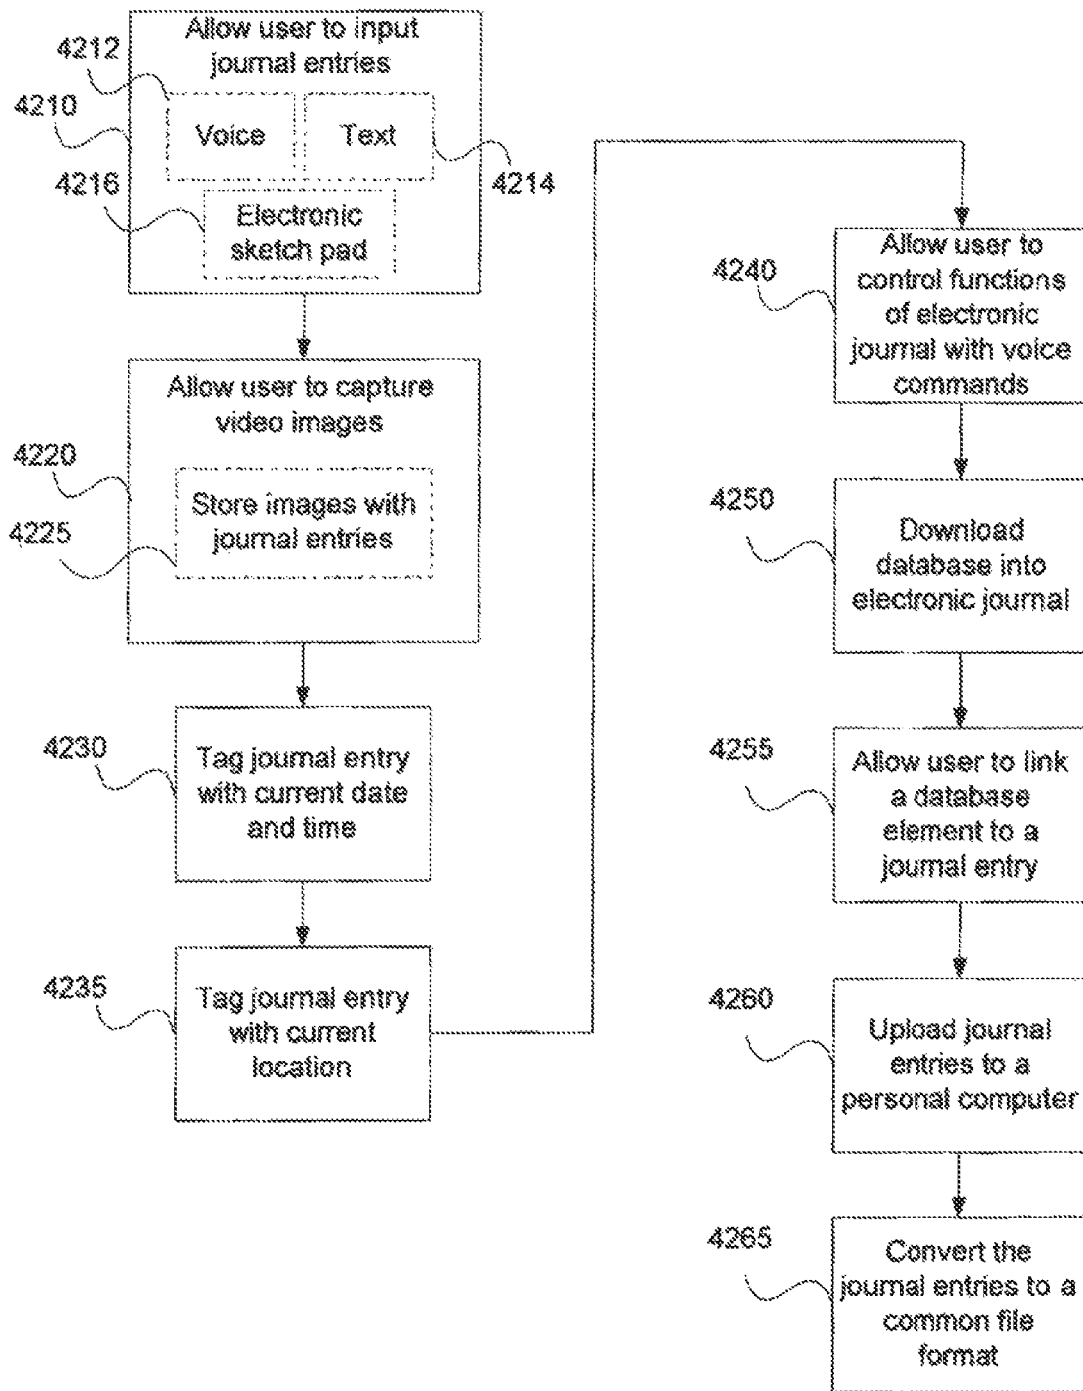 4212
Allow user to input
journal entries
4210
Voice
Text
4214
4216
Electronic
sketch pad
Allow user to capture
video images
4220
Store images with
journal entries
4225
4230
Tag journal entry
with current date
and time
4235
Tag journal entry
with current
location
4240
Allow user to
control functions
of electronic
journal with voice
commands
4250
Download
database into
electronic journal
4255
Allow user to link
a database
element to a
journal entry
4260
Upload journal
entries to a
personal computer
4265
Convert the
journal entries to a
common file
format